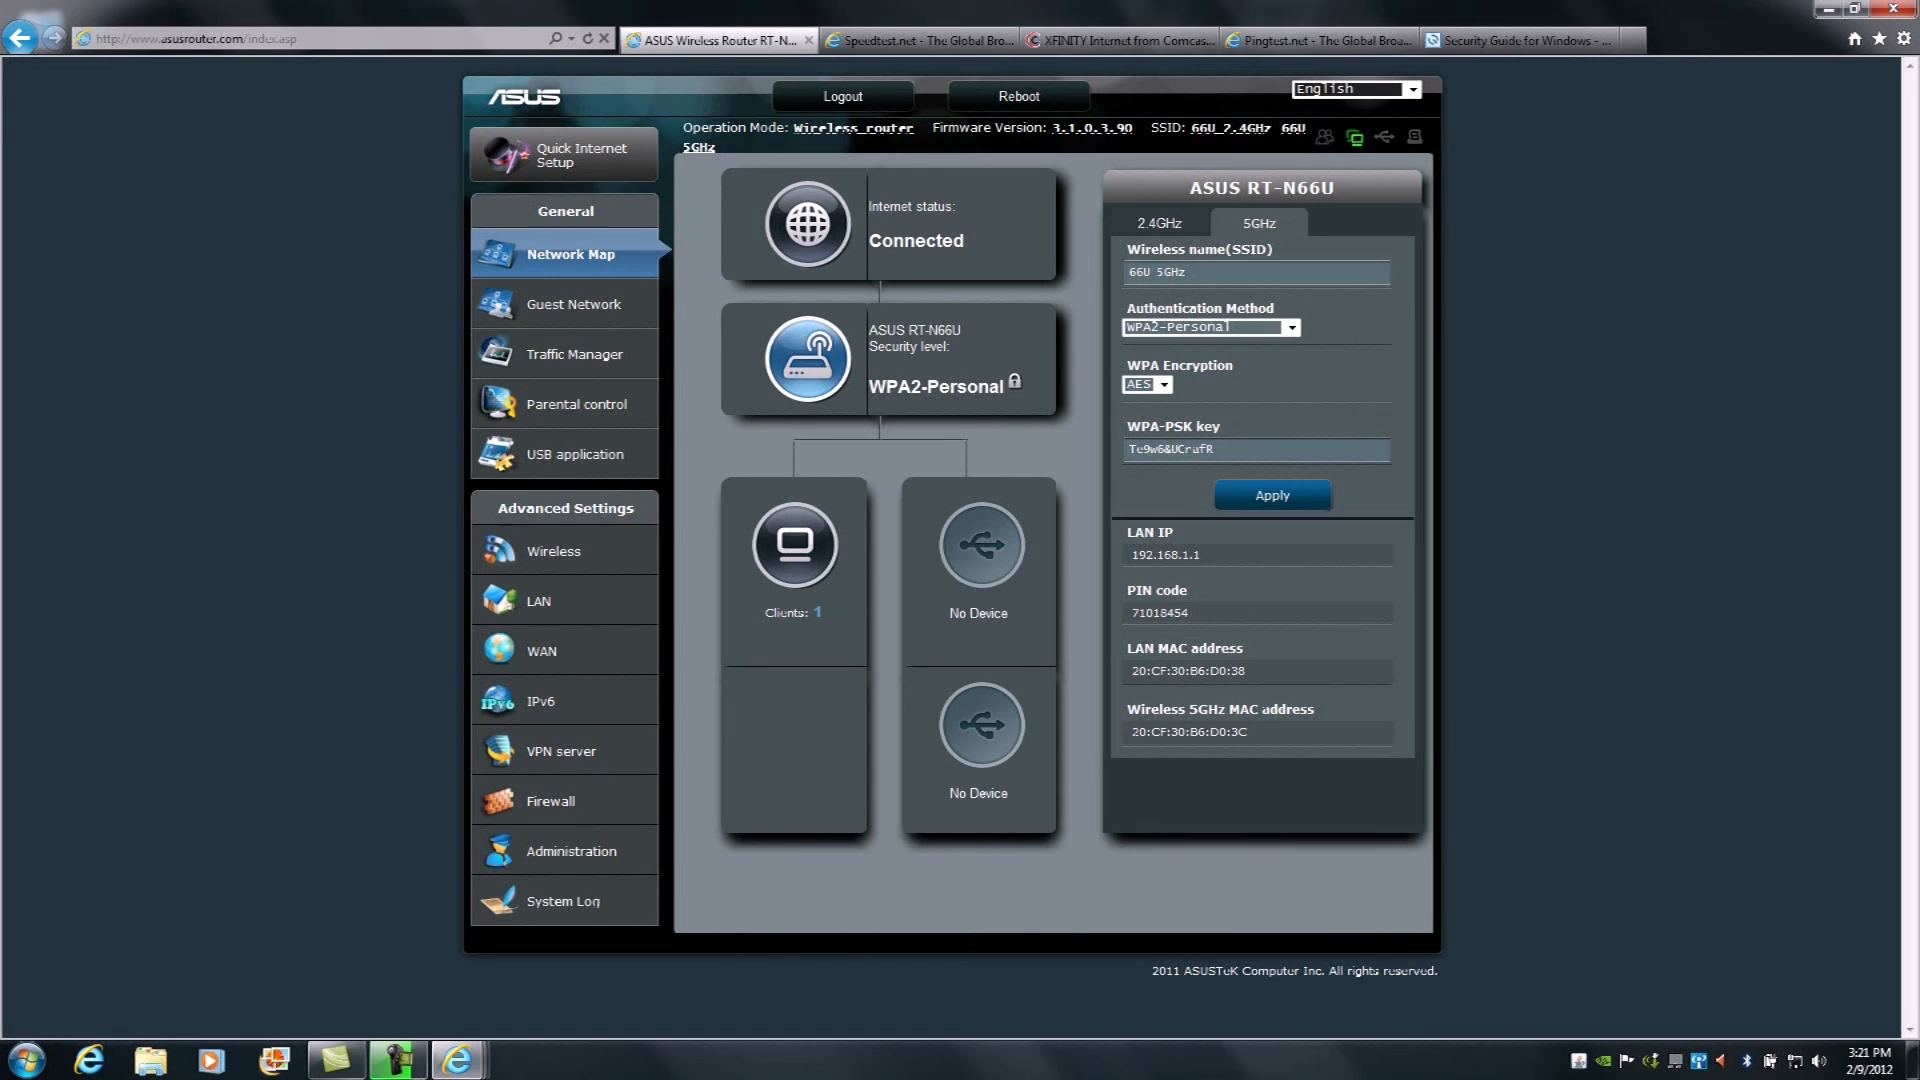 http://www.asusrouter.com/index.asp
ASUS Wireless Router RT-N...
Speedtest.net - The Global Bro...
XFINITY Internet from Comcas...
Pingtest.net - The Global Broa...
Security Guide for Windows - ...
ASUS
Logout
Reboot
English
Operation Mode: Wireless router Firmware Version: 3.1.0.3.90 SSID: 66U_2.4GHz 66U
5GHz
Quick Internet
Setup
General
Network Map
Guest Network
Traffic Manager
Parental control
USB application
Advanced Settings
Wireless
LAN
WAN
IPv6
IPv6
VPN server
Firewall
Administration
System Log
Internet status:
Connected
ASUS RT-N66U
Security level:
WPA2-Personal
Clients: 1
No Device
No Device
ASUS RT-N66U
2.4GHz
5GHz
Wireless name(SSID)
66U 5GHz
Authentication Method
WPA2-Personal
WPA Encryption
AES
WPA-PSK key
Te9w6&UCrafR
Apply
LAN IP
192.168.1.1
PIN code
71018454
LAN MAC address
20:CF:30:B6:D0:38
Wireless 5GHz MAC address
20:CF:30:B6:D0:3C
2011 ASUSTeK Computer Inc. All rights reserved.
3:21 PM
2/9/2012